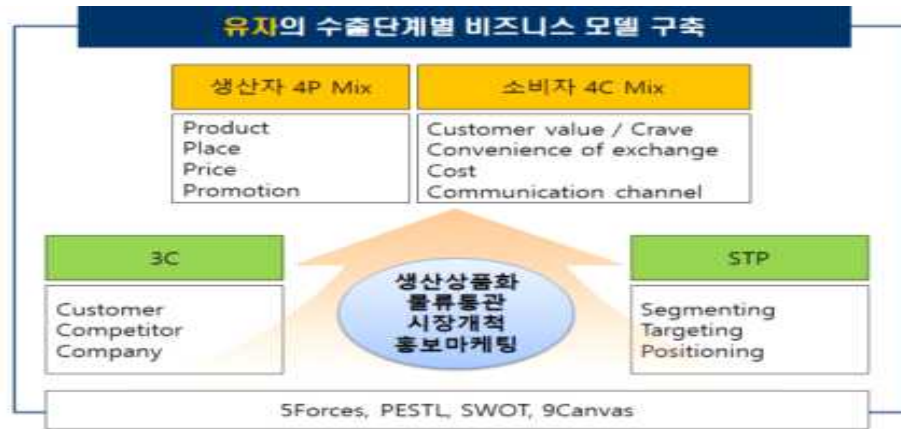 유자의 수출단계별 비즈니스 모델 구축
생산자 4P Mix
Product
Place
Price
Promotion
소비자 4C Mix
Customer value / Crave
Convenience of exchange
Cost
Communication channel
3C
Customer
Competitor
Company
생산상품화
물류통관
시장개척
홍보마케팅
STP
Segmenting
Targeting
Positioning
5Forces, PESTL, SWOT, 9Canvas